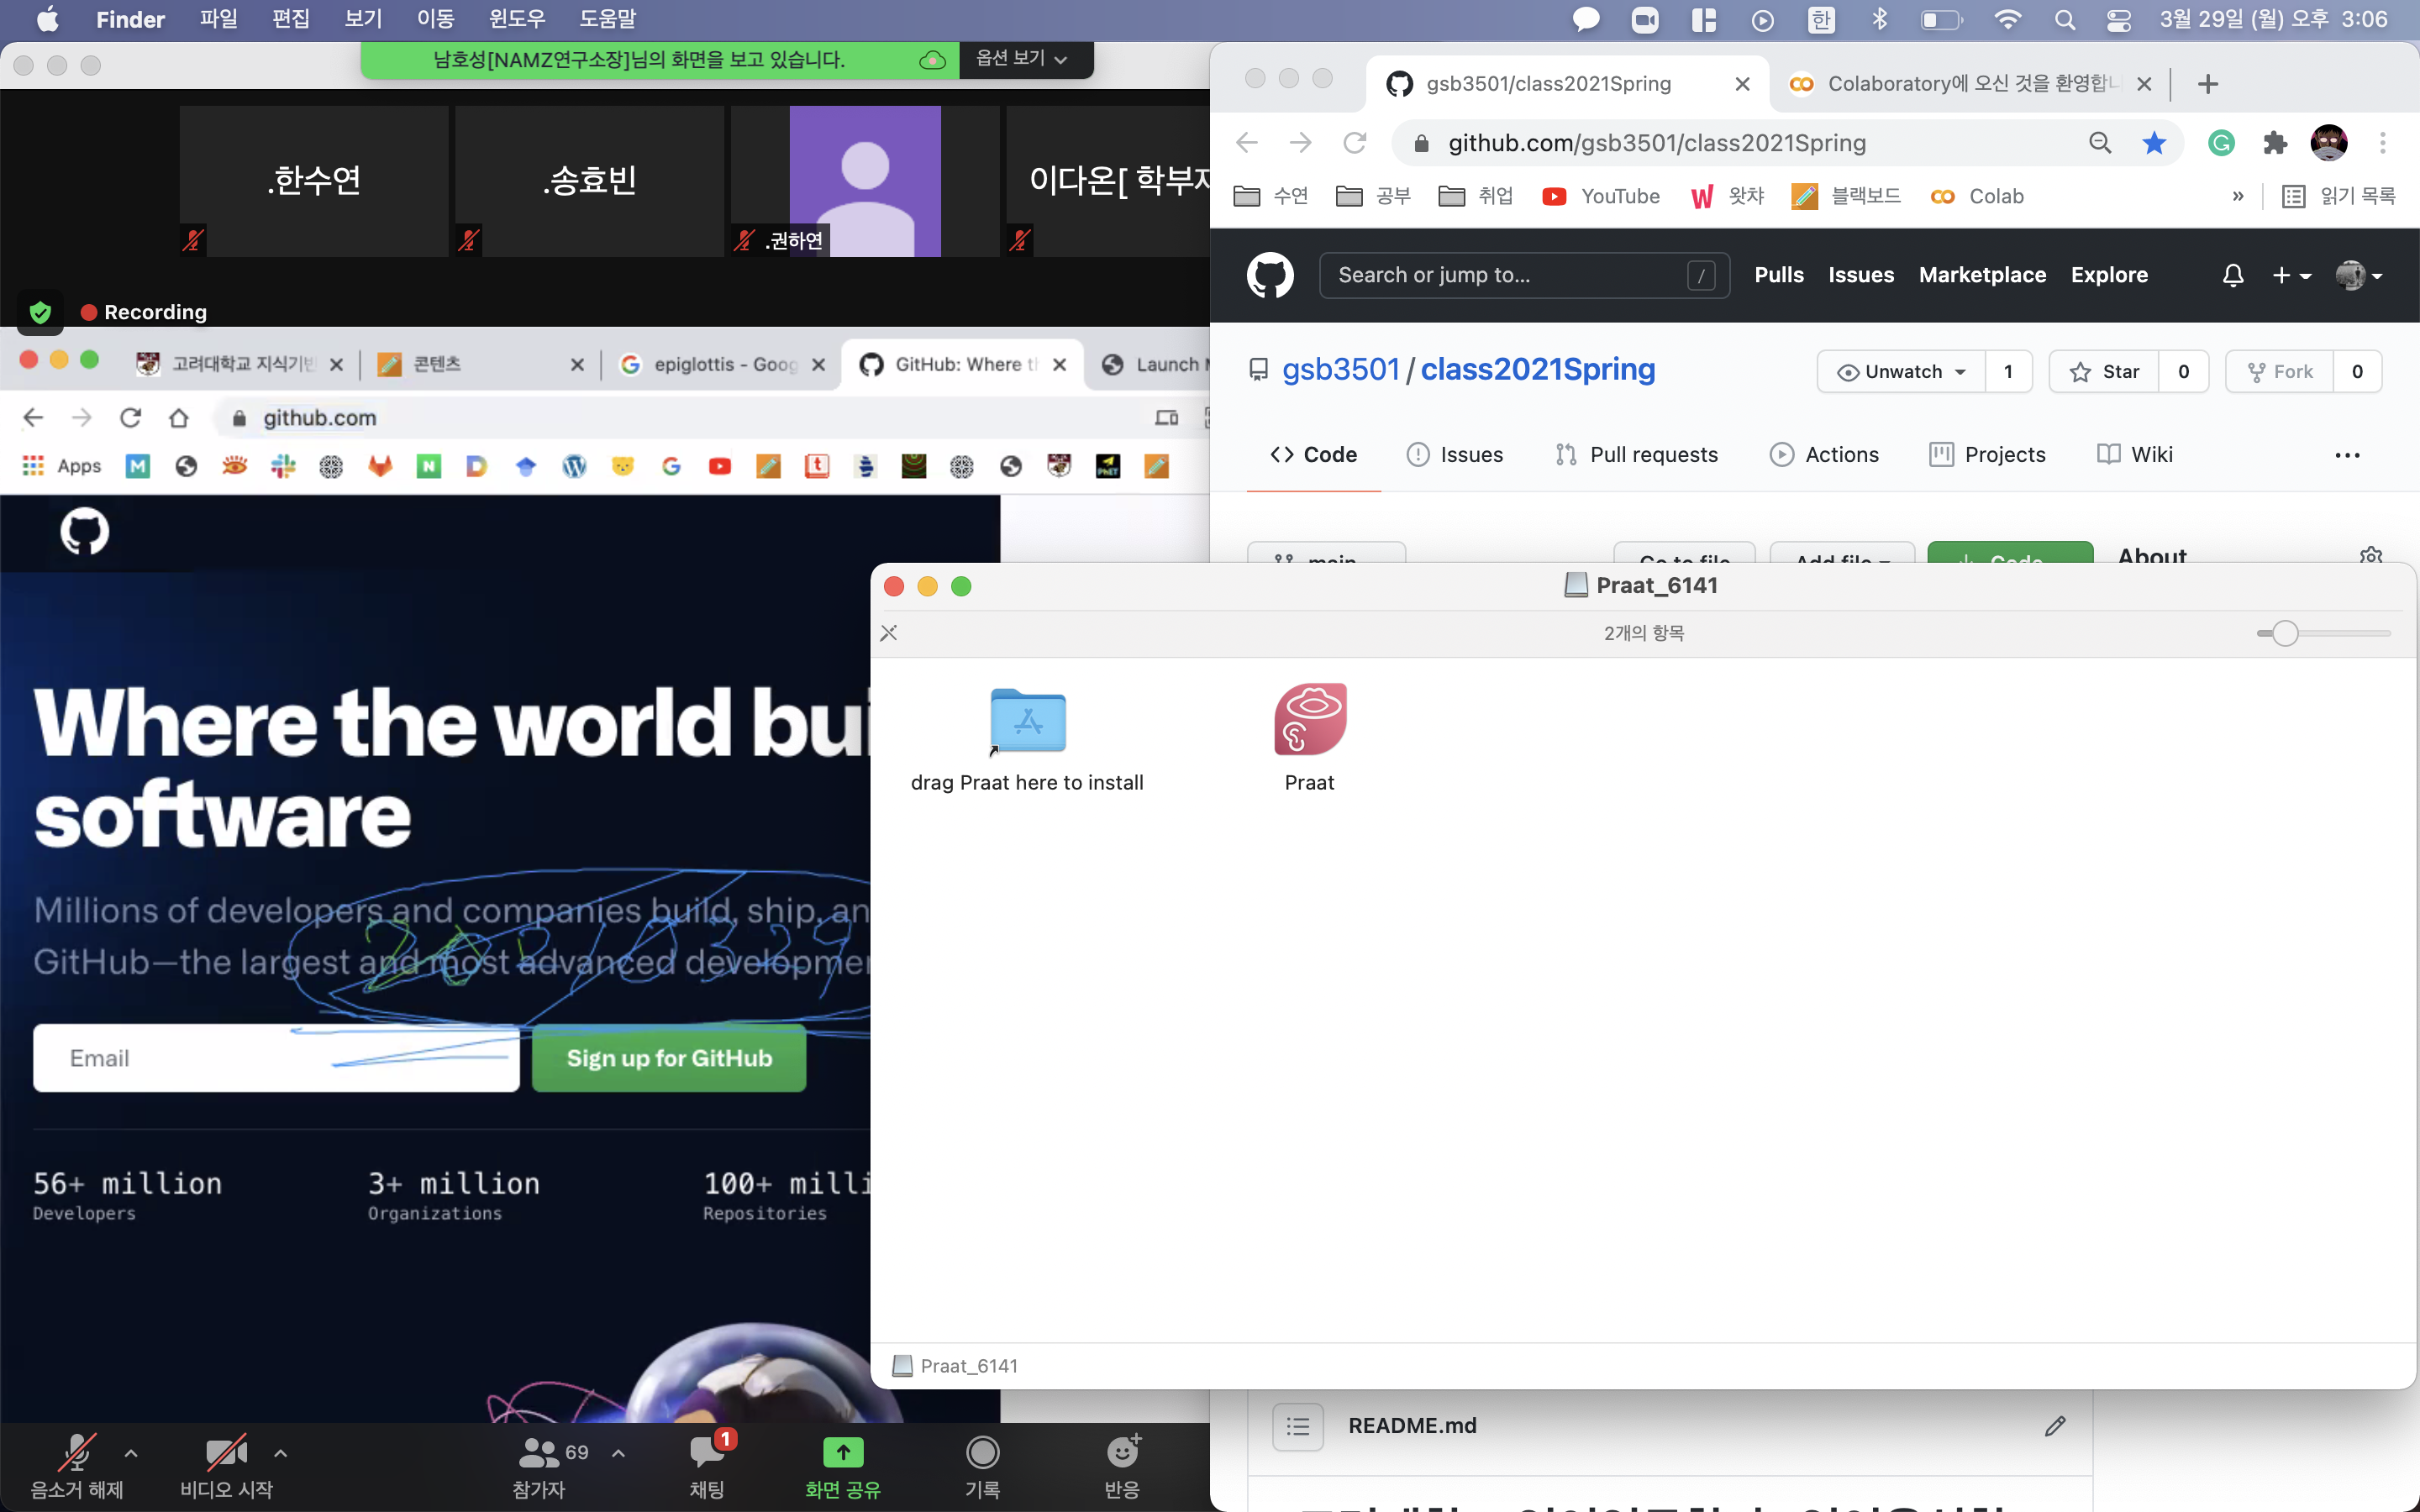 Finder 파일 편집 보기 이동 윈도우 도움말
한 3월 29일 (월) 오후 3:06
남호성[NAMZ연구소장]님의 화면을 보고 있습니다. 옵션 보기
.한수연 .송효빈 .권하연 이다온[ 학부
Recording
고려대학교 지식기반 콘텐츠 epiglottis - Goog GitHub: Where t Launch
github.com
Apps
Where the world bui
software
Millions of developers and companies build, ship, an
GitHub—the largest and most advanced developme
20210329
Email Sign up for GitHub
56+ million 3+ million 100+ milli
Developers Organizations Repositories
음소거 해제 비디오 시작 69 참가자 1 채팅 화면 공유 기록 반응
gsb3501/class2021Spring Colaboratory에 오신 것을 환영합니
github.com/gsb3501/class2021Spring
수연 공부 취업 YouTube 왓챠 블랙보드 Colab » 읽기 목록
Search or jump to... / Pulls Issues Marketplace Explore
gsb3501 / class2021Spring Unwatch 1 Star 0 Fork 0
Code Issues Pull requests Actions Projects Wiki
main Go to file Add file Code About
Praat_6141
2개의 항목
drag Praat here to install Praat
Praat_6141
README.md